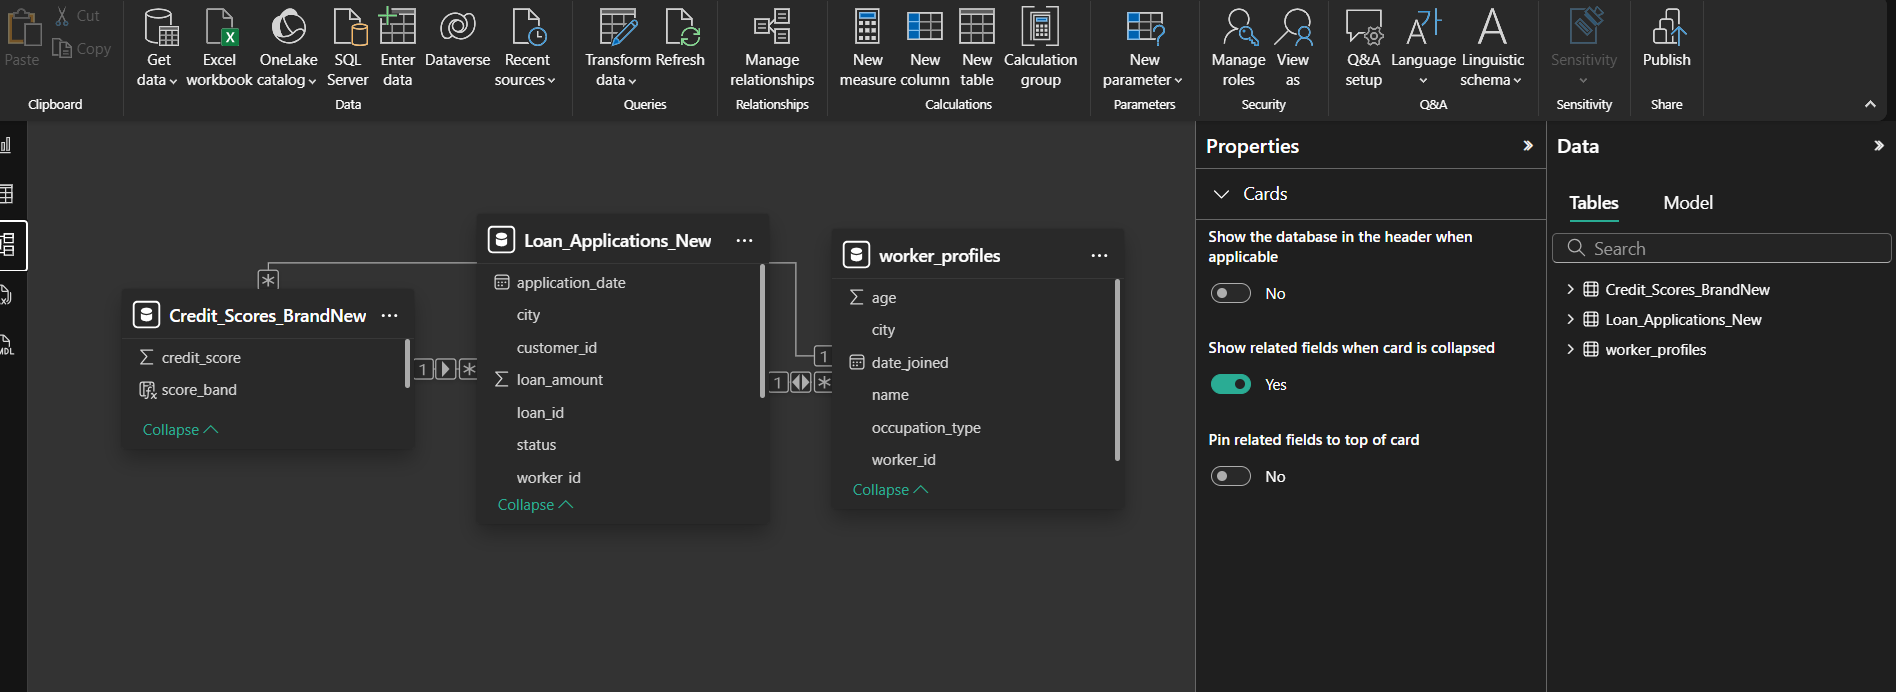 Paste
Cut
Copy
Clipboard
Get data
Excel workbook
OneLake catalog
SQL Server
Enter data
Dataverse
Recent sources
Data
Transform data
Refresh
Queries
Manage relationships
Relationships
New measure
New column
New table
Calculation group
Calculations
New parameter
Parameters
Manage roles
View as
Security
Q&A setup
Language
Linguistic schema
Q&A
Sensitivity
Sensitivity
Publish
Share
Credit_Scores_BrandNew
credit_score
score_band
Collapse
*
1
*
Loan_Applications_New
application_date
city
customer_id
loan_amount
loan_id
status
worker_id
Collapse
1
1
*
worker_profiles
age
city
date_joined
name
occupation_type
worker_id
Collapse
Properties
Cards
Show the database in the header when
applicable
No
Show related fields when card is collapsed
Yes
Pin related fields to top of card
No
Data
Tables
Model
Search
Credit_Scores_BrandNew
Loan_Applications_New
worker_profiles